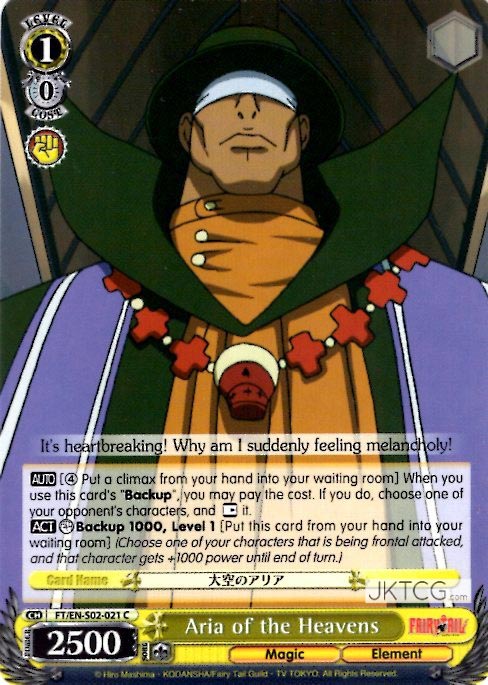 LEVEL
1
0
COST
It's heartbreaking! Why am I suddenly feeling melancholy!
AUTO [④ Put a climax from your hand into your waiting room] When you
use this card's "Backup", you may pay the cost. If you do, choose one of
your opponent's characters, and it.
ACT Backup 1000, Level 1 [Put this card from your hand into your
waiting room] (Choose one of your characters that is being frontal attacked,
and that character gets +1000 power until end of turn.)
Card Name 大空のアリア
JKTCG.com
CH FT/EN-S02-021 C
POWER 2500 SOUL Aria of the Heavens FAIRY TAIL
Magic Element
© Hiro Mashima · KODANSHA/Fairy Tail Guild · TV TOKYO. All Rights Reserved.